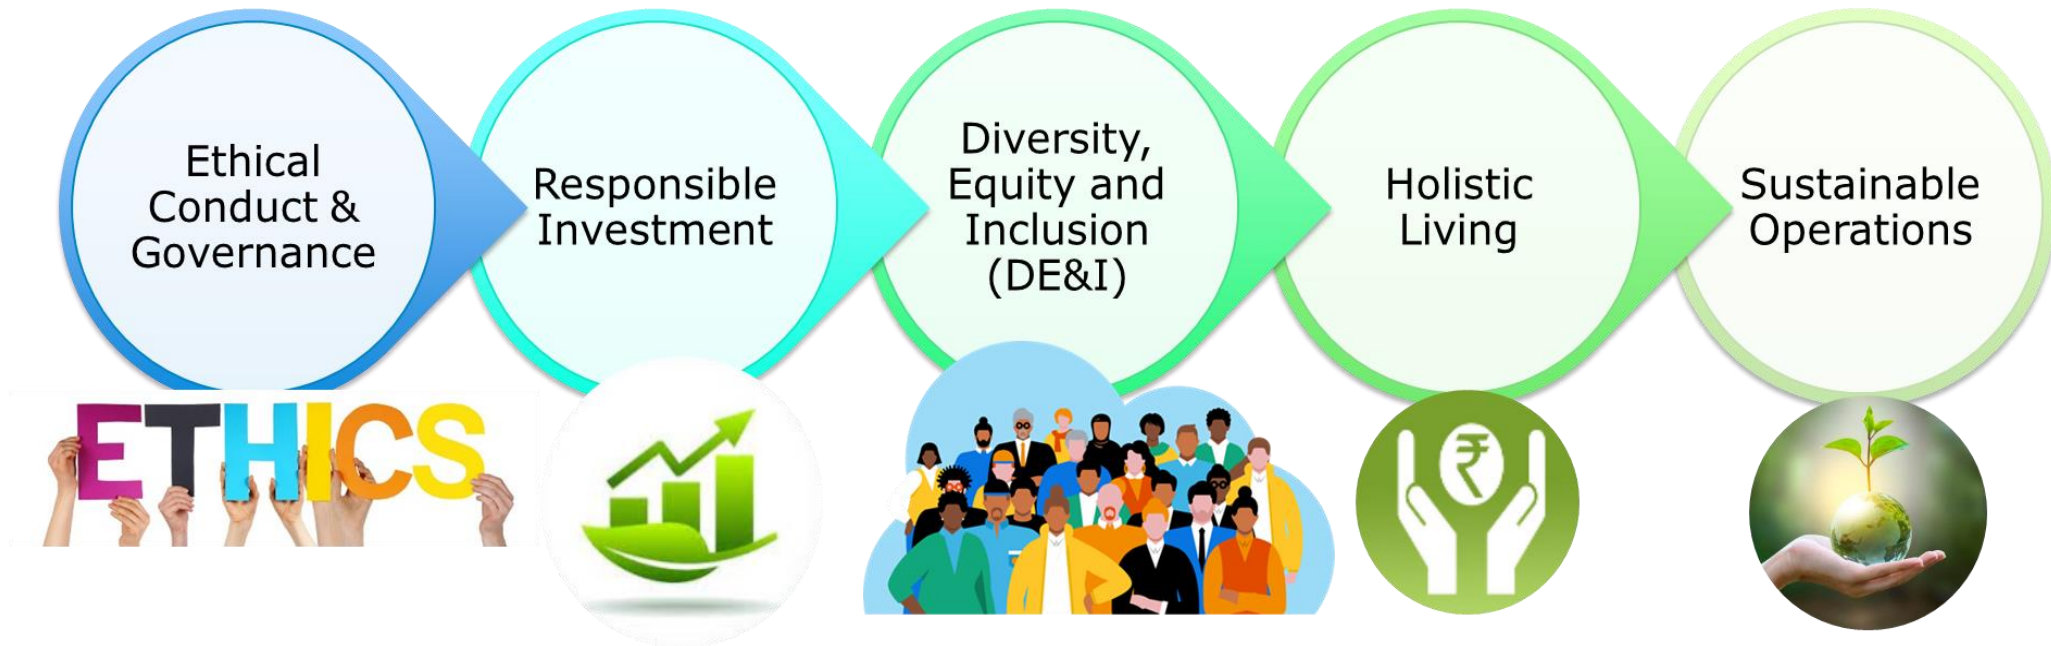 Ethical
Conduct &
Governance
Responsible
Investment
Diversity,
Equity and
Inclusion
(DE&I)
Holistic
Living
Sustainable
Operations
ETHICS
₹